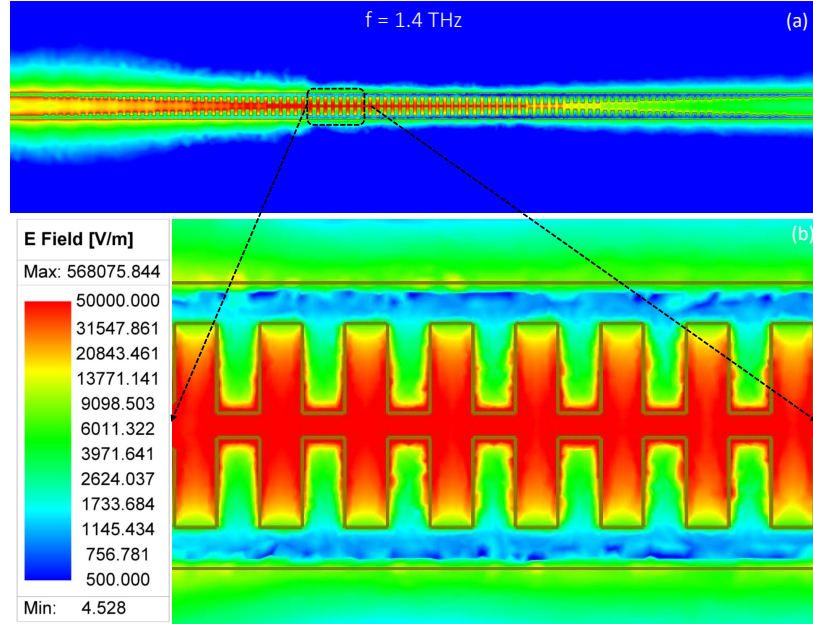 f = 1.4 THz
(a)
(b)
E Field [V/m]
Max: 568075.844
50000.000
31547.861
20843.461
13771.141
9098.503
6011.322
3971.641
2624.037
1733.684
1145.434
756.781
500.000
Min: 4.528